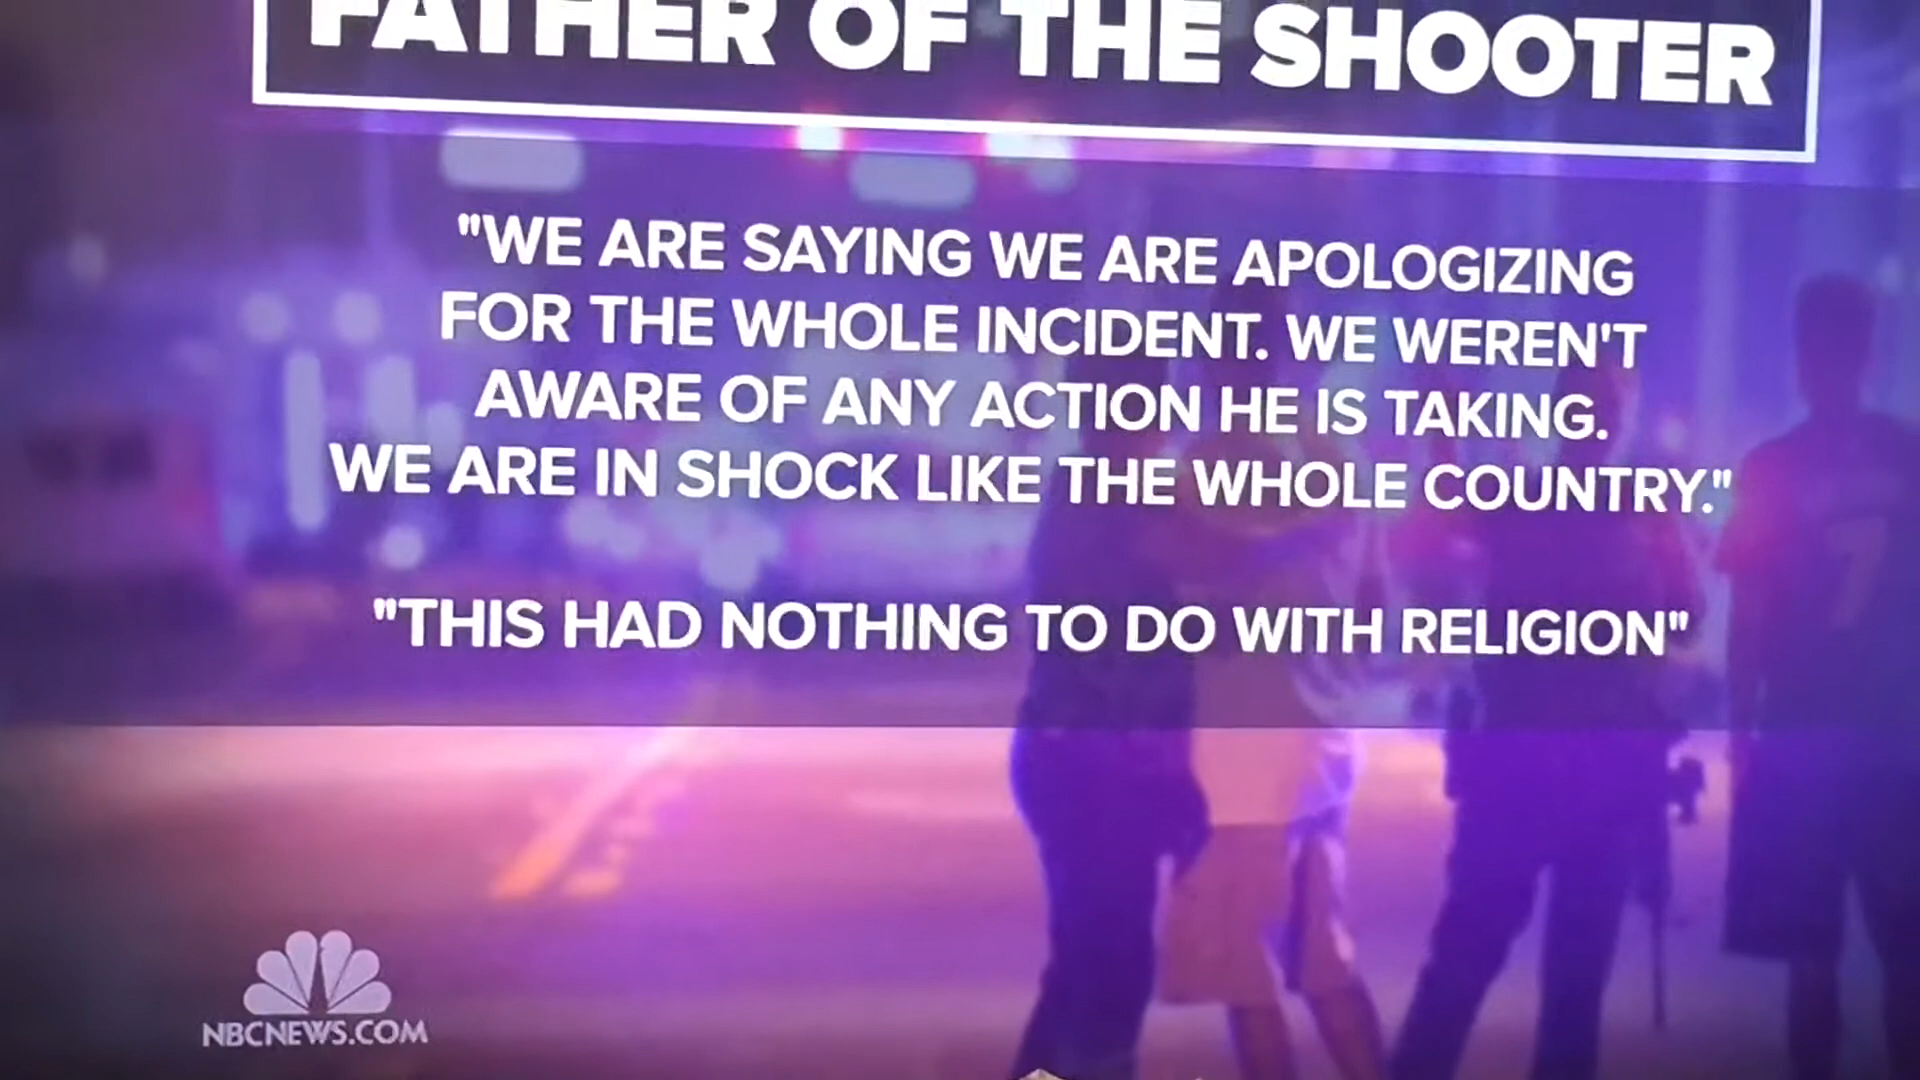 FATHER OF THE SHOOTER
"WE ARE SAYING WE ARE APOLOGIZING
FOR THE WHOLE INCIDENT. WE WEREN'T
AWARE OF ANY ACTION HE IS TAKING.
WE ARE IN SHOCK LIKE THE WHOLE COUNTRY."
"THIS HAD NOTHING TO DO WITH RELIGION"
7
NBCNEWS.COM